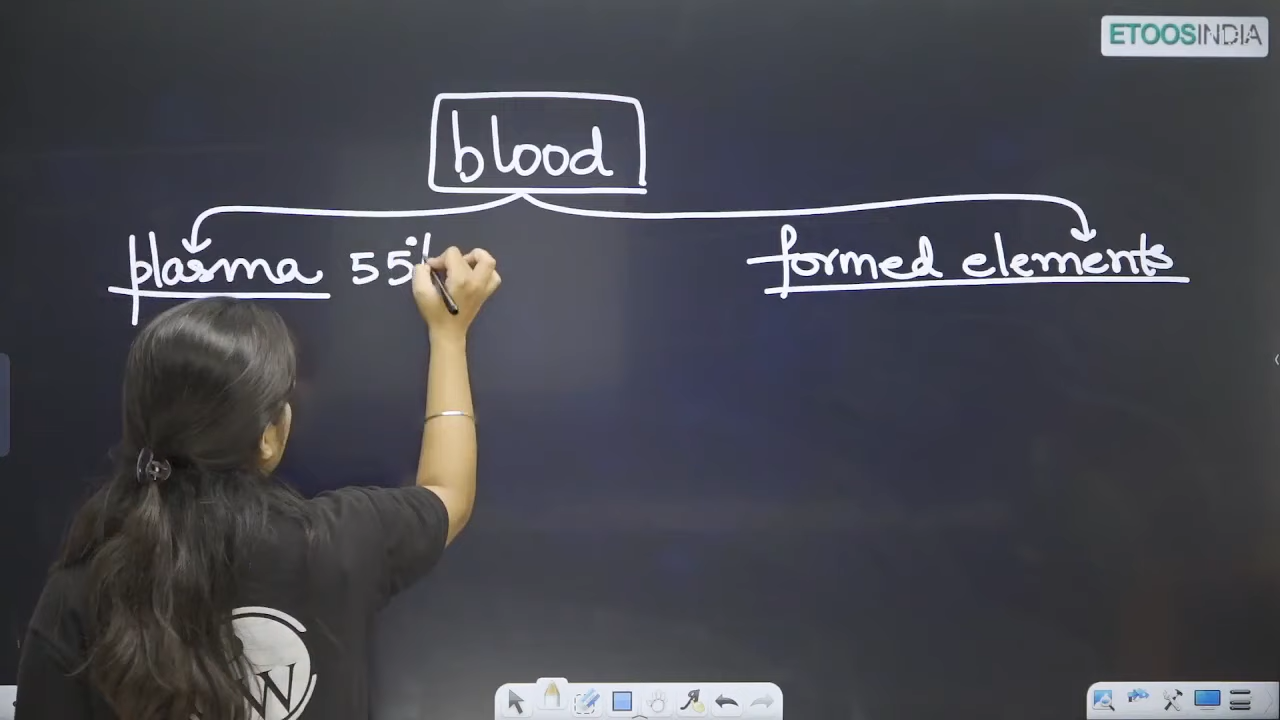 ETOOSINDIA
blood
plasma 55%
formed elements
W